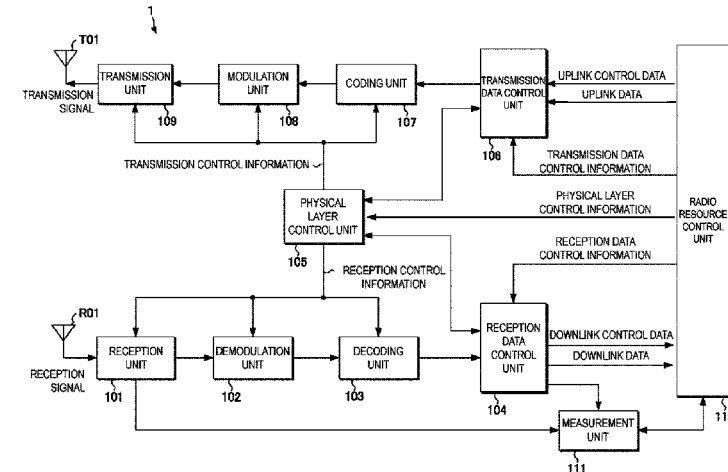 1
T01
TRANSMISSION
UNIT
109
MODULATION
UNIT
108
CODING UNIT
107
TRANSMISSION
DATA CONTROL
UNIT
106
UPLINK CONTROL DATA
UPLINK DATA
TRANSMISSION
SIGNAL
TRANSMISSION CONTROL INFORMATION
TRANSMISSION DATA
CONTROL INFORMATION
PHYSICAL
LAYER
CONTROL UNIT
105
PHYSICAL LAYER
CONTROL INFORMATION
RADIO
RESOURCE
CONTROL
UNIT
RECEPTION DATA
CONTROL INFORMATION
RECEPTION CONTROL
INFORMATION
R01
RECEPTION
SIGNAL
RECEPTION
UNIT
101
DEMODULATION
UNIT
102
DECODING
UNIT
103
RECEPTION
DATA
CONTROL
UNIT
104
DOWNLINK CONTROL DATA
DOWNLINK DATA
MEASUREMENT
UNIT
111